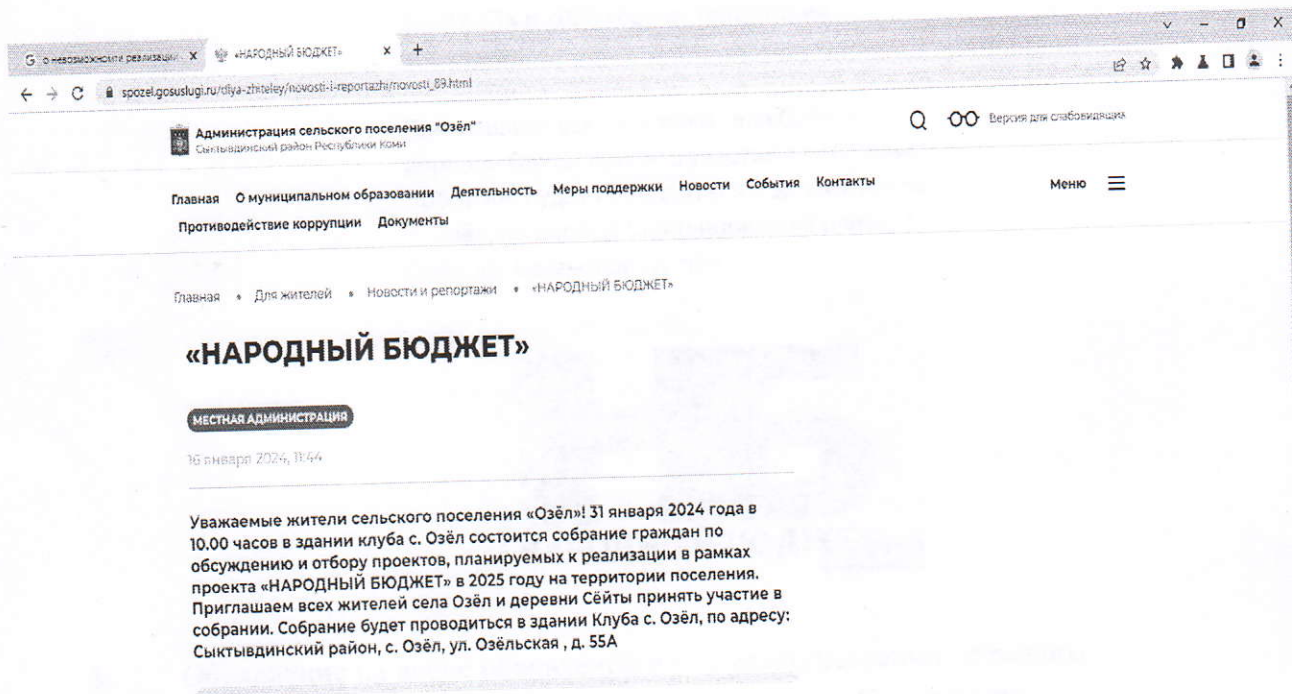 о невозможности реализации X «НАРОДНЫЙ БЮДЖЕТ» X +
spozel.gosuslugi.ru/dlya-zhiteley/novosti-i-reportazhi/novosti_89.html
Администрация сельского поселения "Озёл"
Сыктывдинский район Республики Коми
Версия для слабовидящих
Главная О муниципальном образовании Деятельность Меры поддержки Новости События Контакты
Меню
Противодействие коррупции Документы
Главная • Для жителей • Новости и репортажи • «НАРОДНЫЙ БЮДЖЕТ»
«НАРОДНЫЙ БЮДЖЕТ»
МЕСТНАЯ АДМИНИСТРАЦИЯ
16 января 2024, 11:44
Уважаемые жители сельского поселения «Озёл»! 31 января 2024 года в
10.00 часов в здании клуба с. Озёл состоится собрание граждан по
обсуждению и отбору проектов, планируемых к реализации в рамках
проекта «НАРОДНЫЙ БЮДЖЕТ» в 2025 году на территории поселения.
Приглашаем всех жителей села Озёл и деревни Сёйты принять участие в
собрании. Собрание будет проводиться в здании Клуба с. Озёл, по адресу:
Сыктывдинский район, с. Озёл, ул. Озёльская , д. 55А